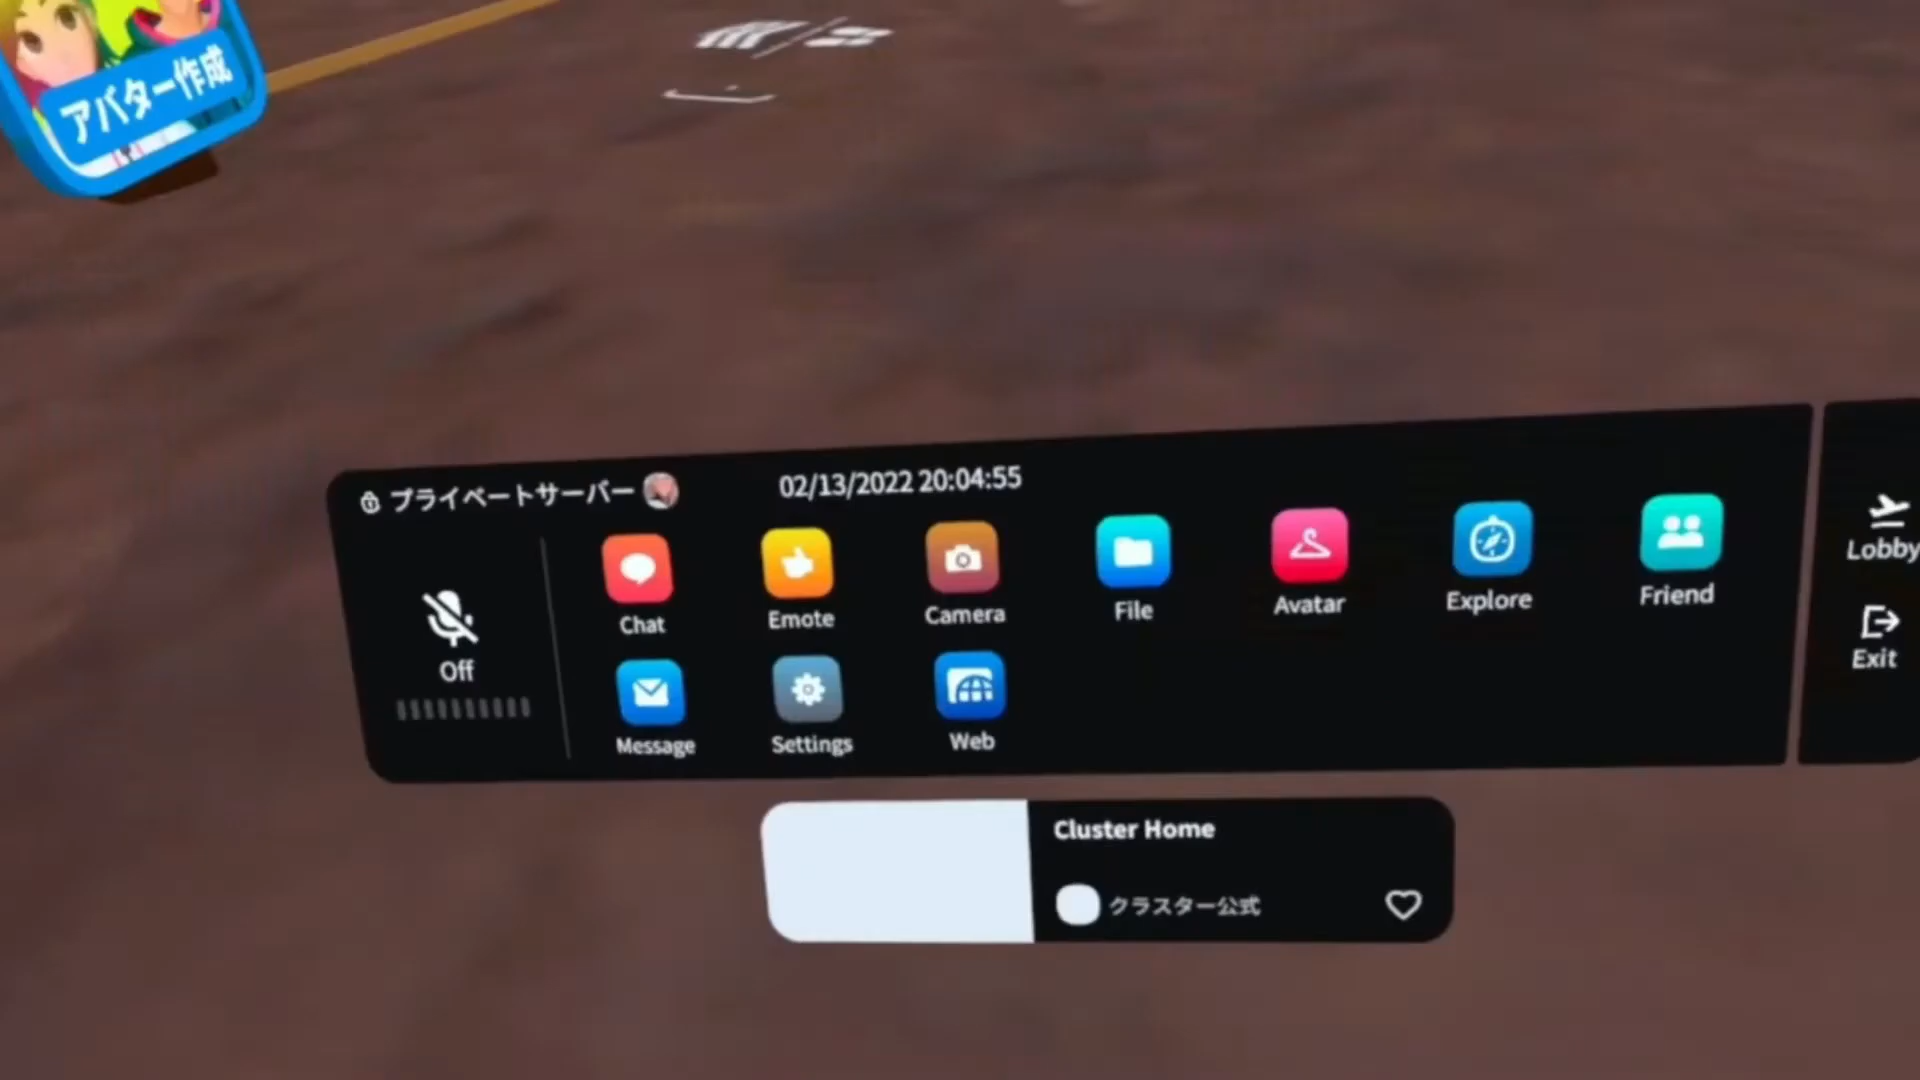 アバター作成
プライベートサーバー
02/13/2022 20:04:55
Off
Chat
Emote
Camera
File
Avatar
Explore
Friend
Message
Settings
Web
Lobby
Exit
Cluster Home
クラスター公式